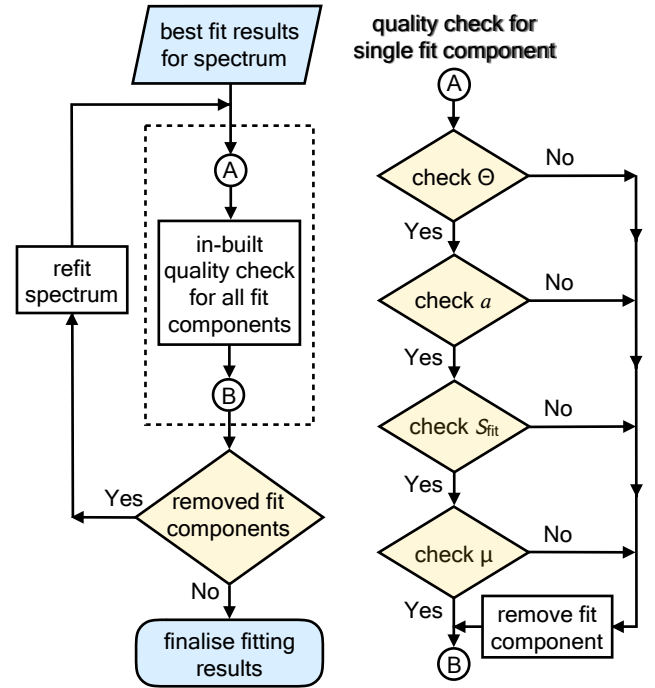 best fit results
for spectrum
A
in-built
quality check
for all fit
components
B
refit
spectrum
Yes
removed fit
components
No
finalise fitting
results
quality check for
single fit component
A
check Θ
No
Yes
check a
No
Yes
check Sfit
No
Yes
check μ
No
Yes
remove fit
component
B